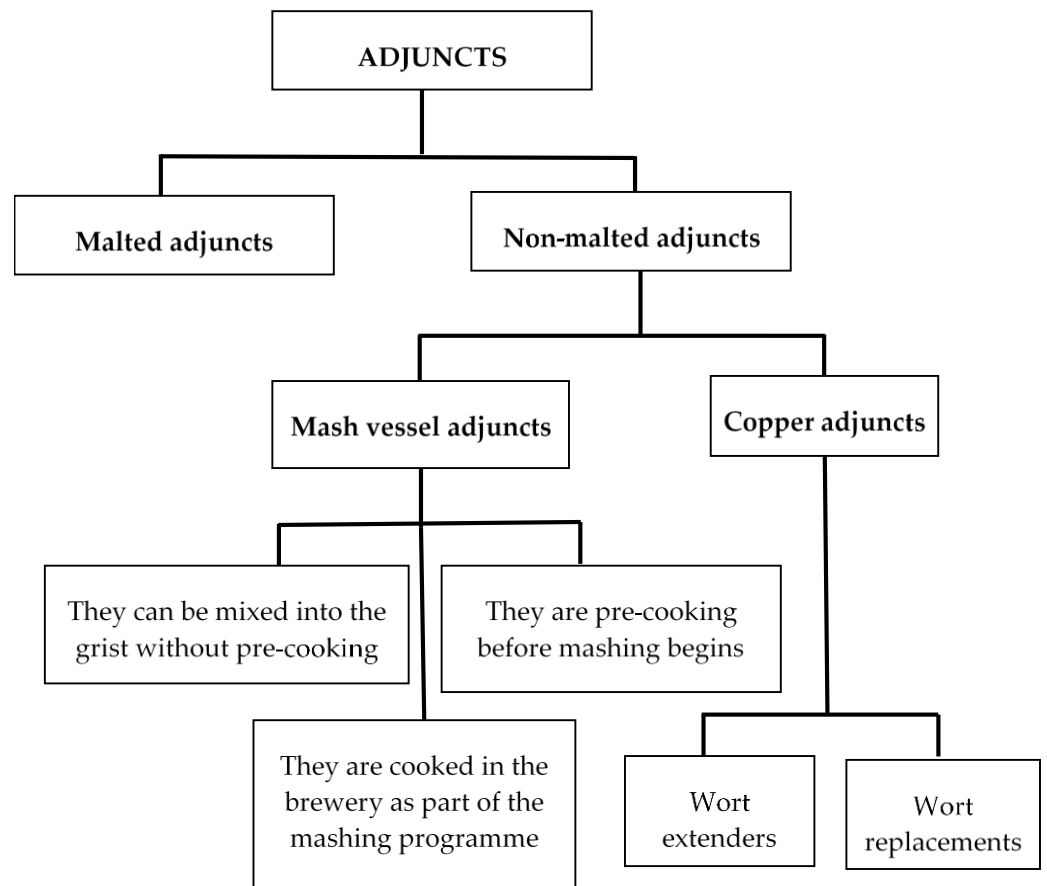 ADJUNCTS
Malted adjuncts
Non-malted adjuncts
Mash vessel adjuncts
Copper adjuncts
They can be mixed into the
grist without pre-cooking
They are pre-cooking
before mashing begins
They are cooked in the
brewery as part of the
mashing programme
Wort
extenders
Wort
replacements